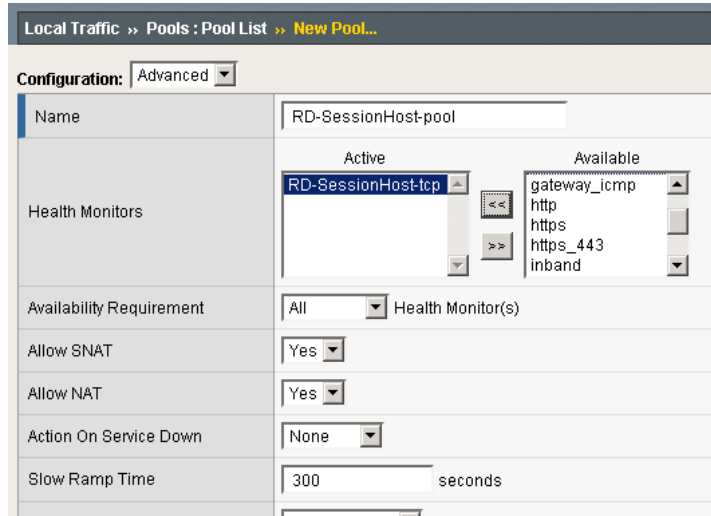 Local Traffic » Pools : Pool List » New Pool...
Configuration: Advanced
Name RD-SessionHost-pool
Active Available
Health Monitors
RD-SessionHost-tcp
<<
>>
gateway_icmp
http
https
https_443
inband
Availability Requirement All Health Monitor(s)
Allow SNAT Yes
Allow NAT Yes
Action On Service Down None
Slow Ramp Time 300 seconds